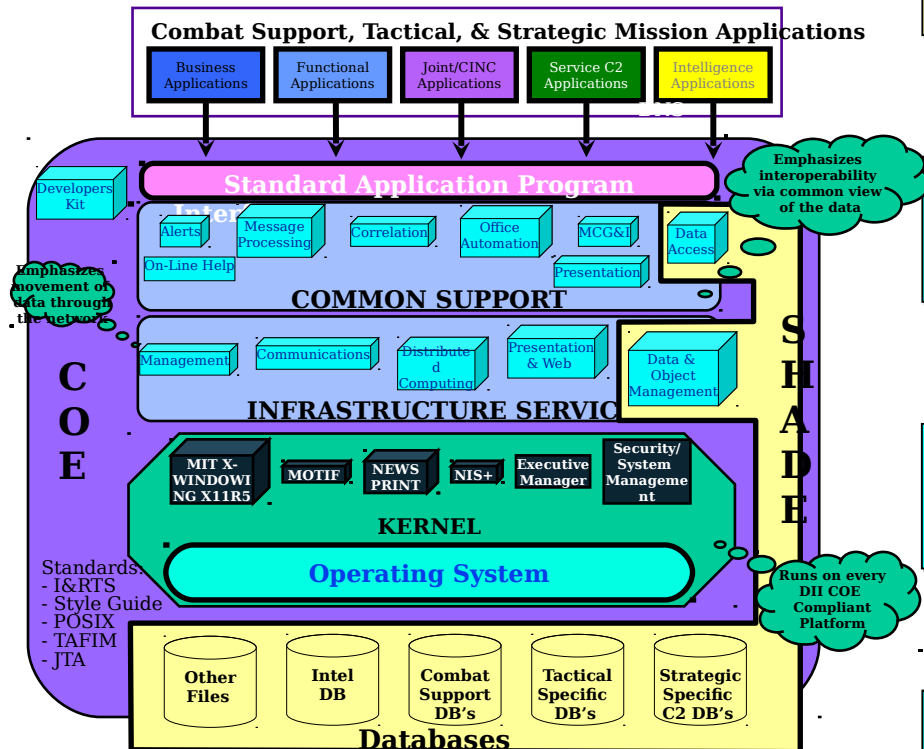 Combat Support, Tactical, & Strategic Mission Applications
Business
Applications
Functional
Applications
Joint/CINC
Applications
Service C2
Applications
Intelligence
Applications
Developers
Kit
Standard Application Program
Emphasizes
interoperability
via common view
of the data
Alerts
Message
Processing
Correlation
Office
Automation
MCG&I
Data
Access
On-Line Help
Presentation
COMMON SUPPORT
Emphasizes
movement of
data through
the network
Management
Communications
Distribute
d
Computing
Presentation
& Web
Data &
Object
Management
INFRASTRUCTURE SERVIC
C
O
E
S
H
A
D
E
MIT X-
WINDOWI
NG X11R5
MOTIF
NEWS
PRINT
NIS+
Executive
Manager
Security/
System
Manageme
nt
KERNEL
Operating System
Standards:
- I&RTS
- Style Guide
- POSIX
- TAFIM
- JTA
Runs on every
DII COE
Compliant
Platform
Other
Files
Intel
DB
Combat
Support
DB’s
Tactical
Specific
DB’s
Strategic
Specific
C2 DB’s
Databases